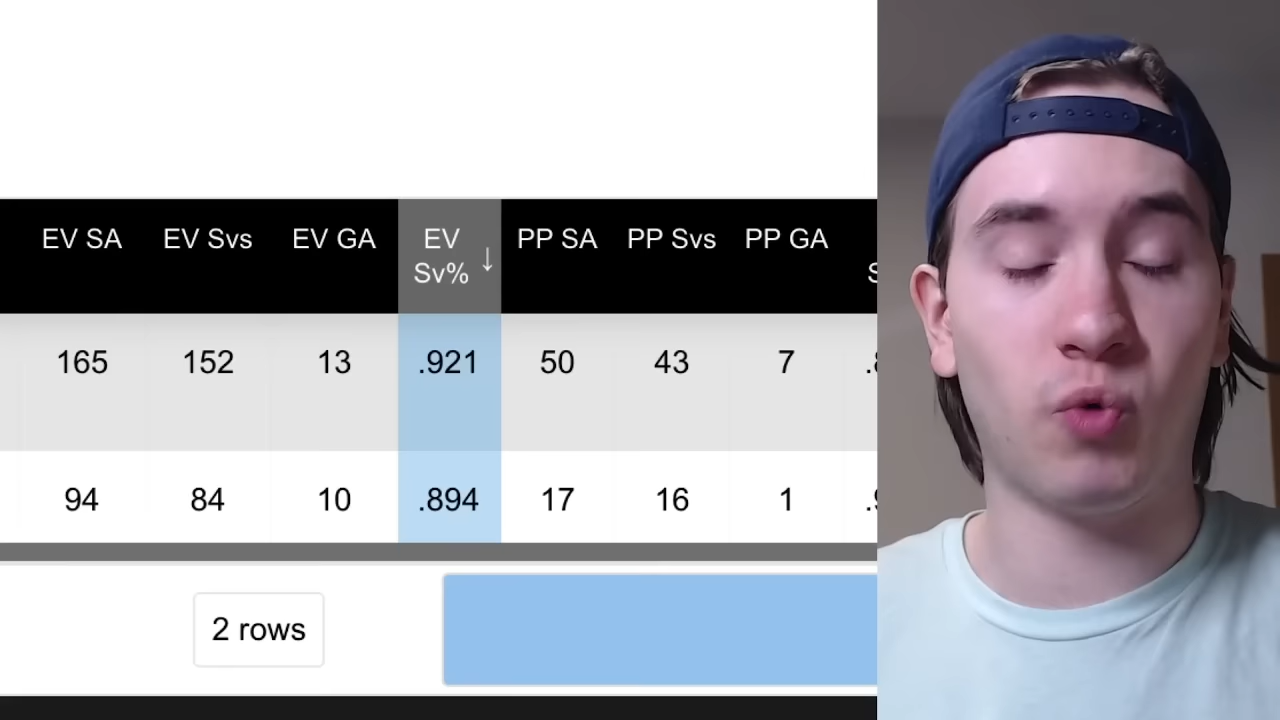 EV SA EV Svs EV GA EV Sv% ↓ PP SA PP Svs PP GA
165 152 13 .921 50 43 7
94 84 10 .894 17 16 1
2 rows